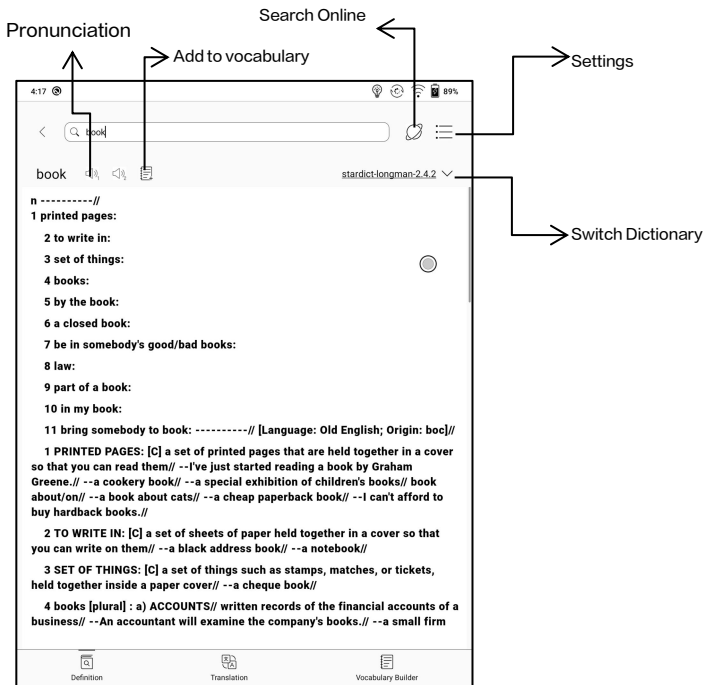 Search Online
Pronunciation
Add to vocabulary
Settings
4:17
89%
book
book
stardict-longman-2.4.2
Switch Dictionary
n ----------//
1 printed pages:
2 to write in:
3 set of things:
4 books:
5 by the book:
6 a closed book:
7 be in somebody's good/bad books:
8 law:
9 part of a book:
10 in my book:
11 bring somebody to book: ----------// [Language: Old English; Origin: boc]//
1 PRINTED PAGES: [C] a set of printed pages that are held together in a cover
so that you can read them// --I've just started reading a book by Graham
Greene.// --a cookery book// --a special exhibition of children's books// book
about/on// --a book about cats// --a cheap paperback book// --I can't afford to
buy hardback books.//
2 TO WRITE IN: [C] a set of sheets of paper held together in a cover so that
you can write on them// --a black address book// --a notebook//
3 SET OF THINGS: [C] a set of things such as stamps, matches, or tickets,
held together inside a paper cover// --a cheque book//
4 books [plural] : a) ACCOUNTS// written records of the financial accounts of a
business// --An accountant will examine the company's books.// --a small firm
Definition
Translation
Vocabulary Builder